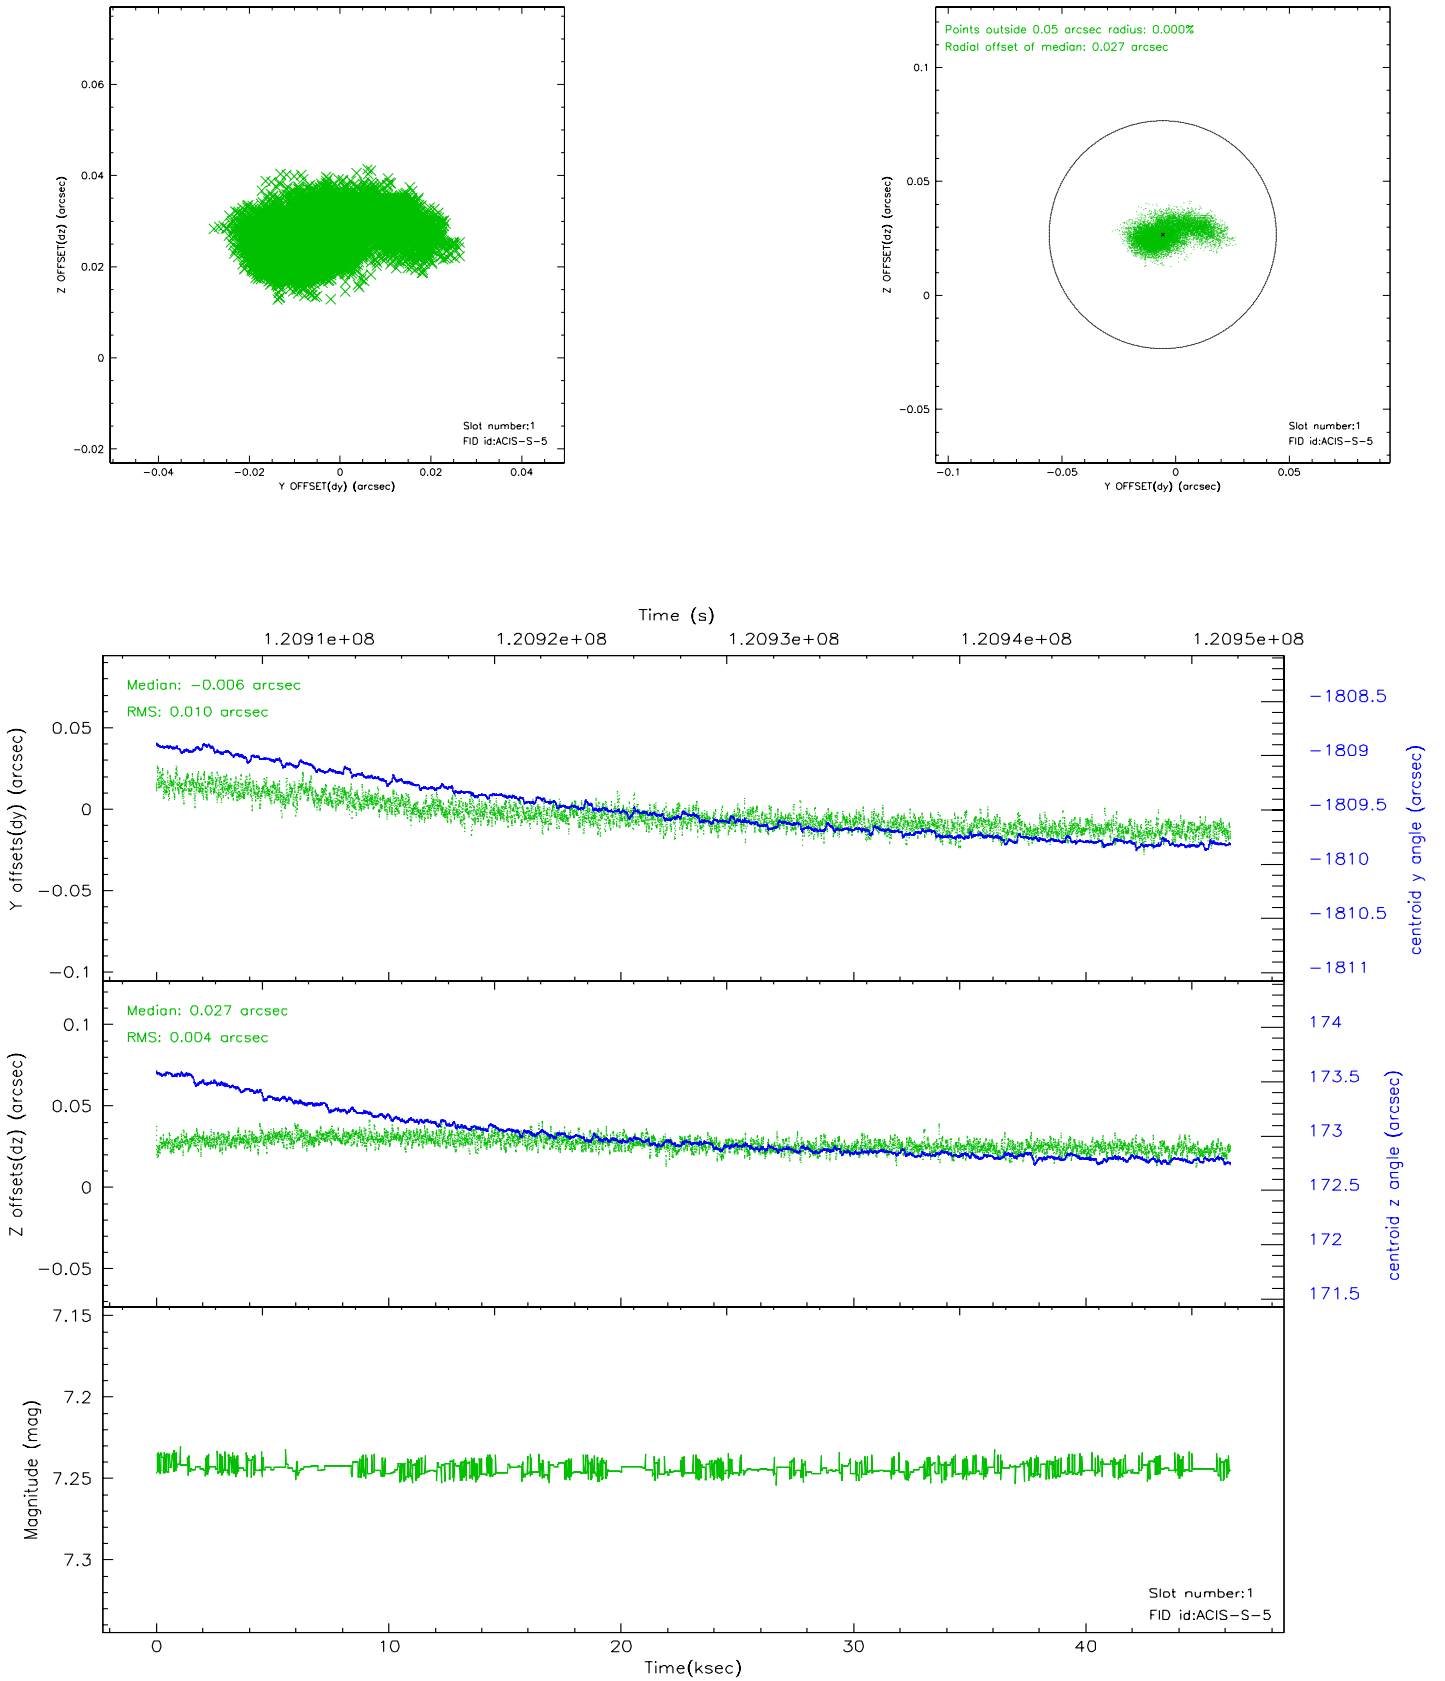 0.06
0.04
0.02
0
−0.02
Z OFFSET(dz) (arcsec)
−0.04
−0.02
0
0.02
0.04
Y OFFSET(dy) (arcsec)
Slot number:1
FID id:ACIS−S−5
Points outside 0.05 arcsec radius: 0.000%
Radial offset of median: 0.027 arcsec
0.1
0.05
0
−0.05
Z OFFSET(dz) (arcsec)
−0.1
−0.05
0
0.05
Y OFFSET(dy) (arcsec)
Slot number:1
FID id:ACIS−S−5
Time (s)
1.2091e+08
1.2092e+08
1.2093e+08
1.2094e+08
1.2095e+08
Median: −0.006 arcsec
RMS: 0.010 arcsec
0.05
0
−0.05
−0.1
Y offsets(dy) (arcsec)
−1808.5
−1809
−1809.5
−1810
−1810.5
−1811
centroid y angle (arcsec)
Median: 0.027 arcsec
RMS: 0.004 arcsec
0.1
0.05
0
−0.05
Z offsets(dz) (arcsec)
174
173.5
173
172.5
172
171.5
centroid z angle (arcsec)
7.15
7.2
7.25
7.3
Magnitude (mag)
Slot number:1
FID id:ACIS−S−5
0
10
20
30
40
Time(ksec)